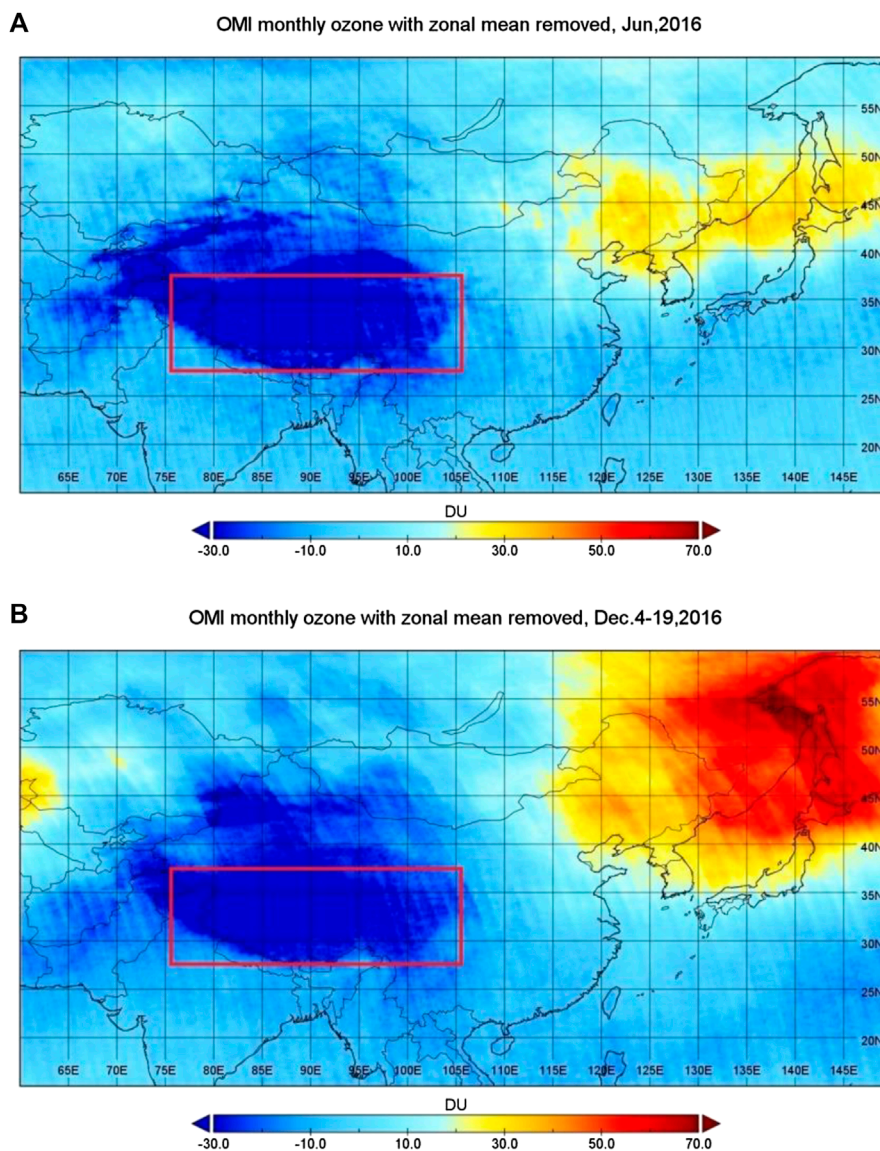 A
OMI monthly ozone with zonal mean removed, Jun,2016
55N
50N
45N
40N
35N
30N
25N
20N
65E 70E 75E 80E 85E 90E 95E 100E 105E 110E 115E 120E 125E 130E 135E 140E 145E
DU
-30.0 -10.0 10.0 30.0 50.0 70.0
B
OMI monthly ozone with zonal mean removed, Dec.4-19,2016
55N
50N
45N
40N
35N
30N
25N
20N
65E 70E 75E 80E 85E 90E 95E 100E 105E 110E 115E 120E 125E 130E 135E 140E 145E
DU
-30.0 -10.0 10.0 30.0 50.0 70.0